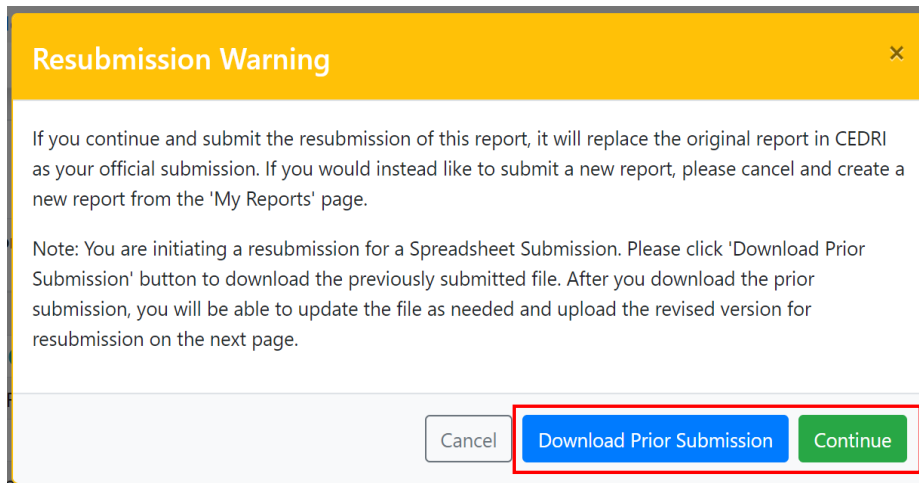 Resubmission Warning ×
If you continue and submit the resubmission of this report, it will replace the original report in CEDRI
as your official submission. If you would instead like to submit a new report, please cancel and create a
new report from the 'My Reports' page.
Note: You are initiating a resubmission for a Spreadsheet Submission. Please click 'Download Prior
Submission' button to download the previously submitted file. After you download the prior
submission, you will be able to update the file as needed and upload the revised version for
resubmission on the next page.
Cancel Download Prior Submission Continue